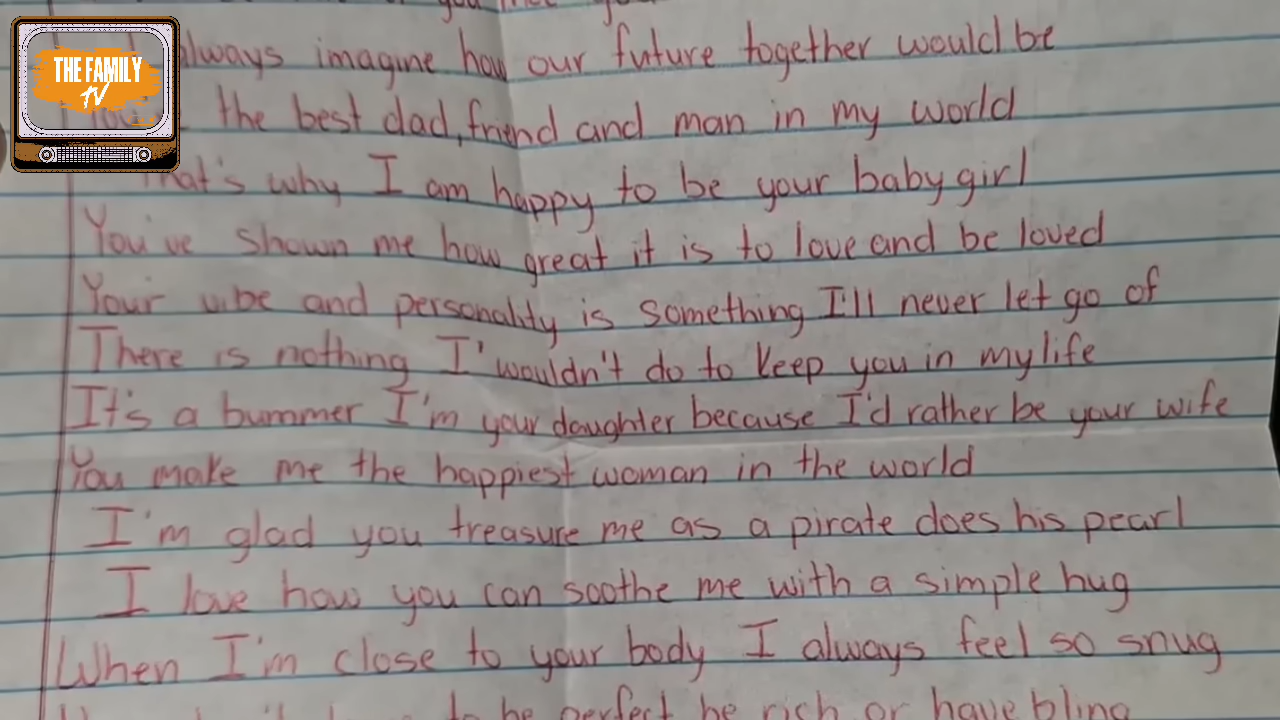 THE FAMILY
TV
always imagine how our future together would be
the best dad, friend and man in my world
that's why I am happy to be your baby girl
You've shown me how great it is to love and be loved
Your vibe and personality is something I'll never let go of
There is nothing I' wouldn't do to keep you in my life
It's a bummer I'm your daughter because I'd rather be your wife
You make me the happiest woman in the world
I'm glad you treasure me as a pirate does his pearl
I love how you can soothe me with a simple hug
When I'm close to your body I always feel so snug
to be perfect be rich or have bling